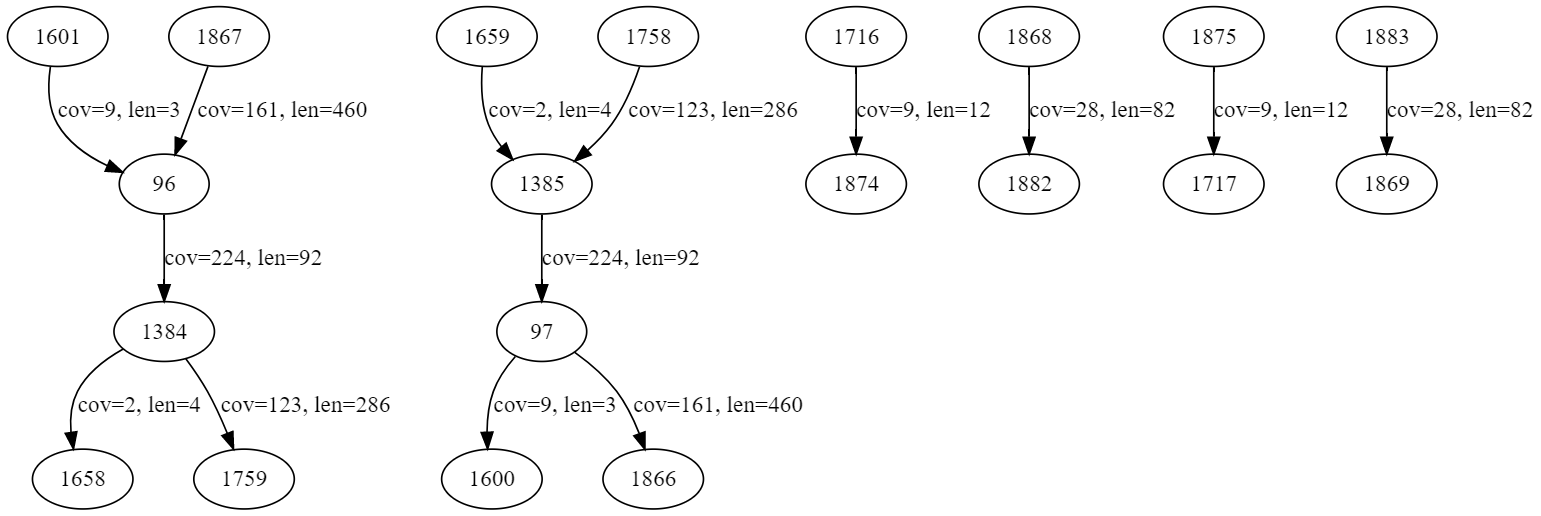 1601 1867 1659 1758 1716 1868 1875 1883
cov=9, len=3 cov=161, len=460 cov=2, len=4 cov=123, len=286 cov=9, len=12 cov=28, len=82 cov=9, len=12 cov=28, len=82
96 1385 1874 1882 1717 1869
cov=224, len=92 cov=224, len=92
1384 97
cov=2, len=4 cov=123, len=286 cov=9, len=3 cov=161, len=460
1658 1759 1600 1866